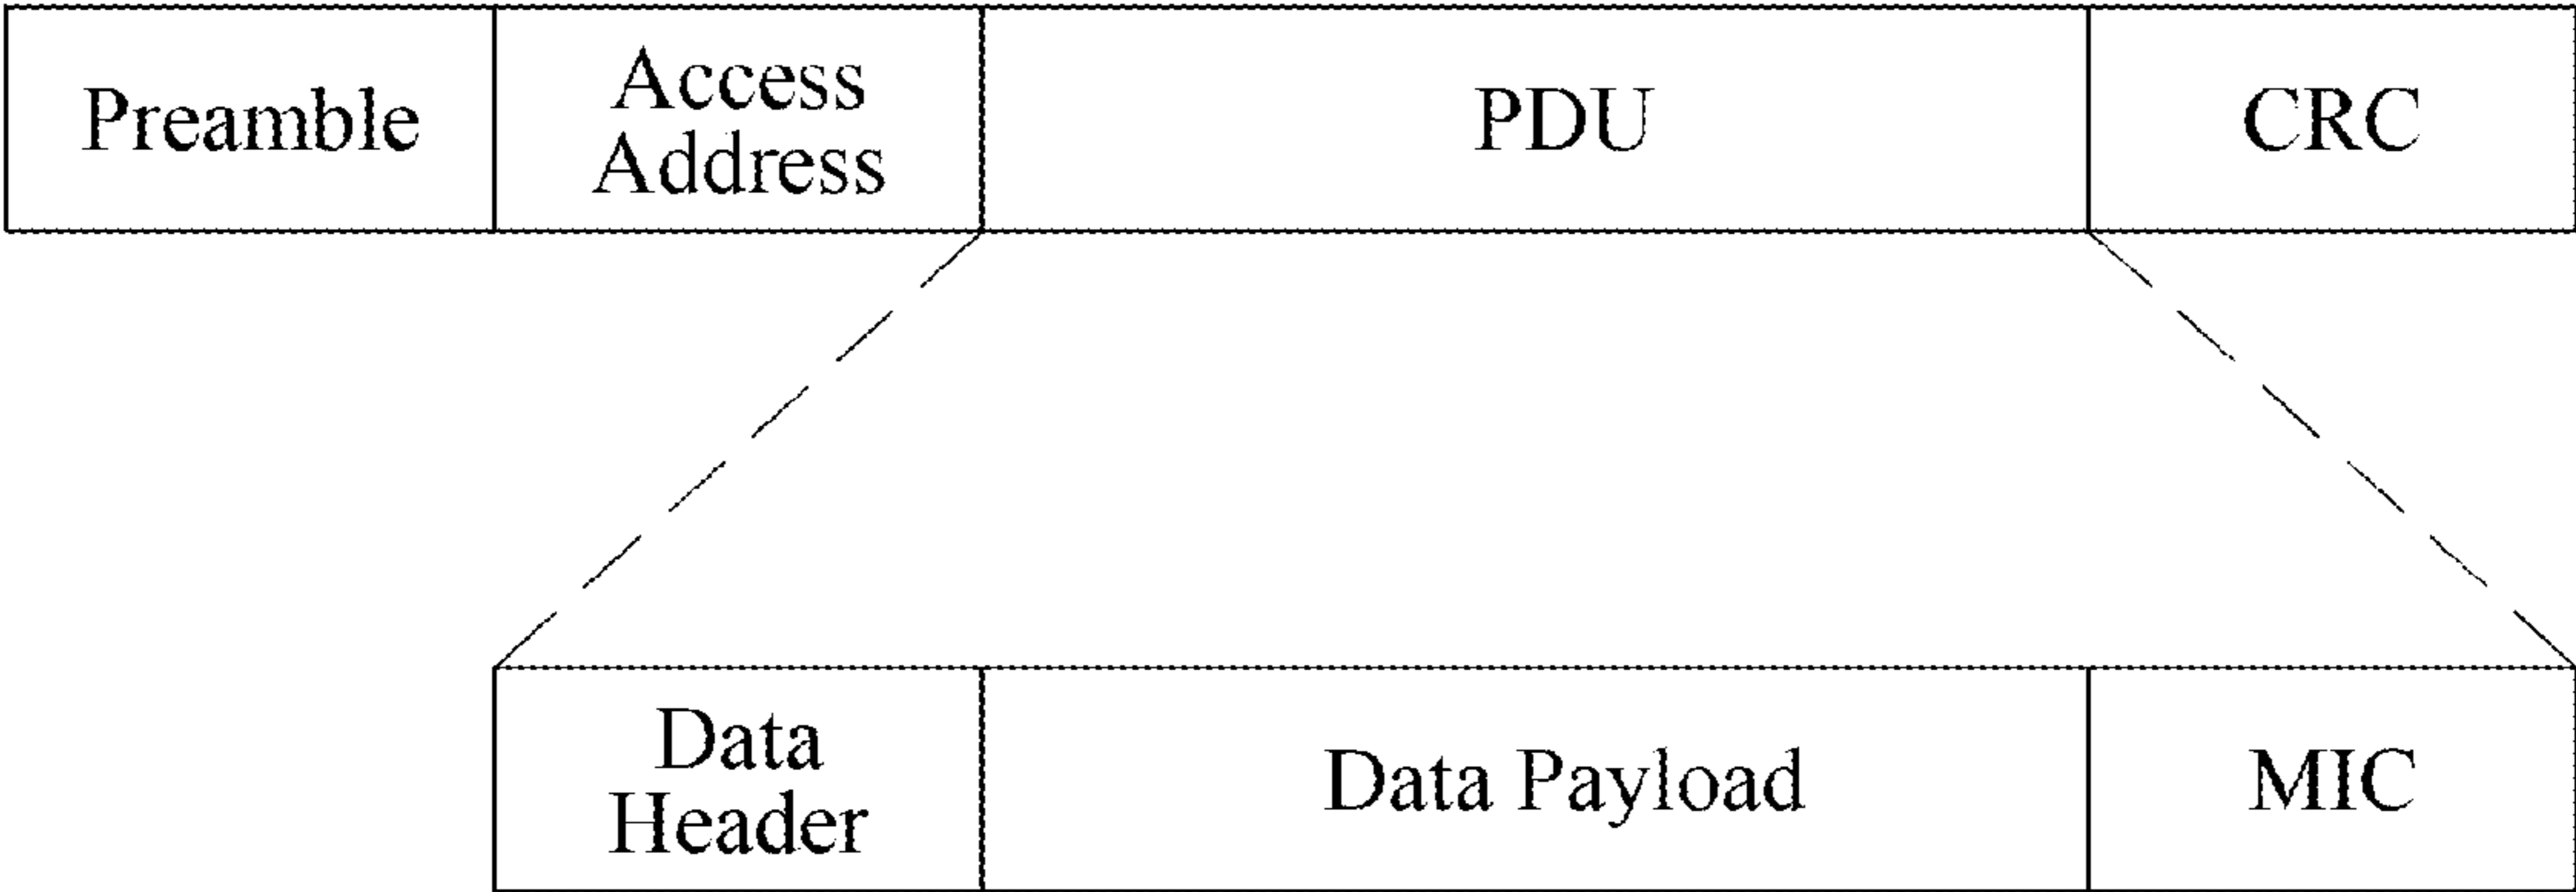 Preamble
Access
Address
PDU
CRC
Data
Header
Data Payload
MIC